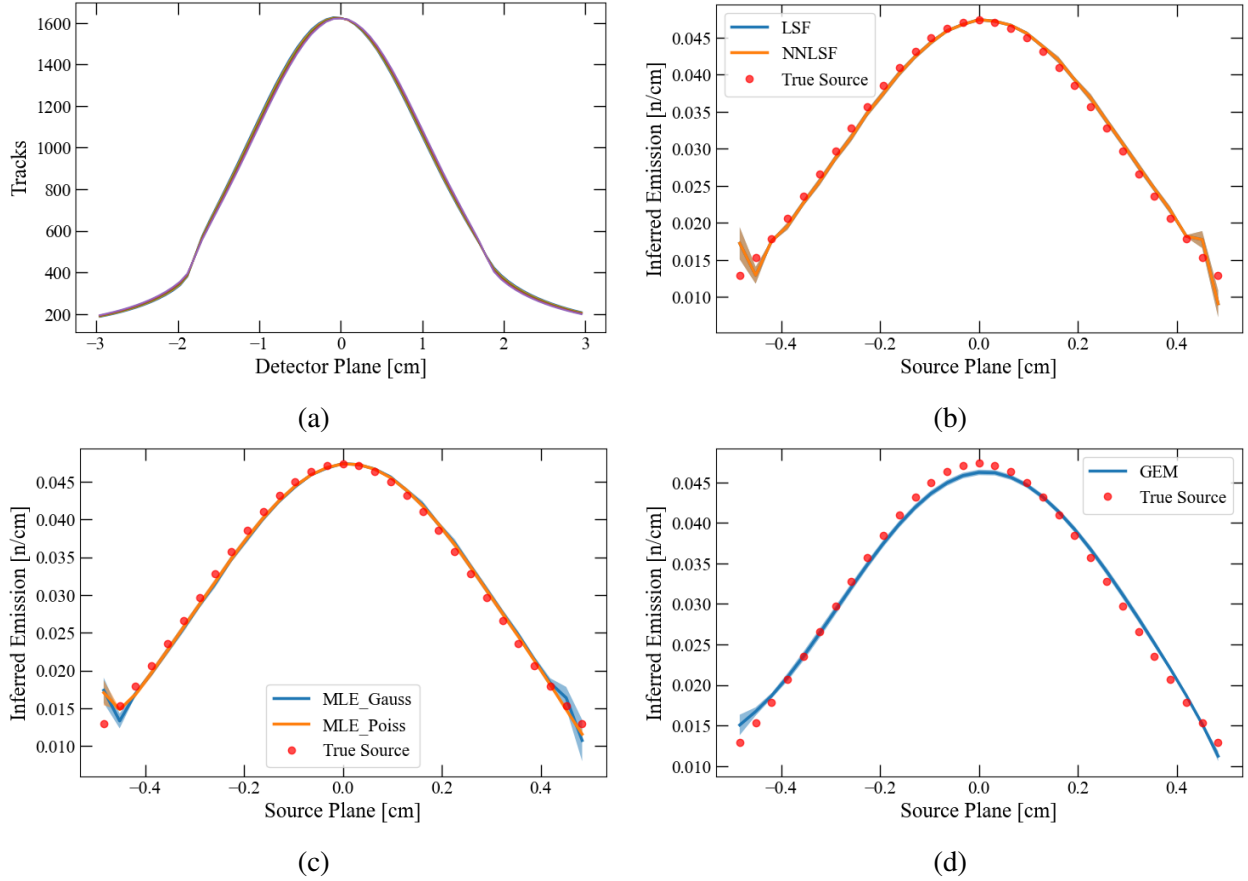 1600
1400
1200
1000
800
600
400
200
Tracks
−3
−2
−1
0
1
2
3
Detector Plane [cm]
(a)
0.045
0.040
0.035
0.030
0.025
0.020
0.015
0.010
Inferred Emission [n/cm]
LSF
NNLSF
True Source
−0.4
−0.2
0.0
0.2
0.4
Source Plane [cm]
(b)
0.045
0.040
0.035
0.030
0.025
0.020
0.015
0.010
Inferred Emission [n/cm]
MLE_Gauss
MLE_Poiss
True Source
−0.4
−0.2
0.0
0.2
0.4
Source Plane [cm]
(c)
0.045
0.040
0.035
0.030
0.025
0.020
0.015
0.010
Inferred Emission [n/cm]
GEM
True Source
−0.4
−0.2
0.0
0.2
0.4
Source Plane [cm]
(d)